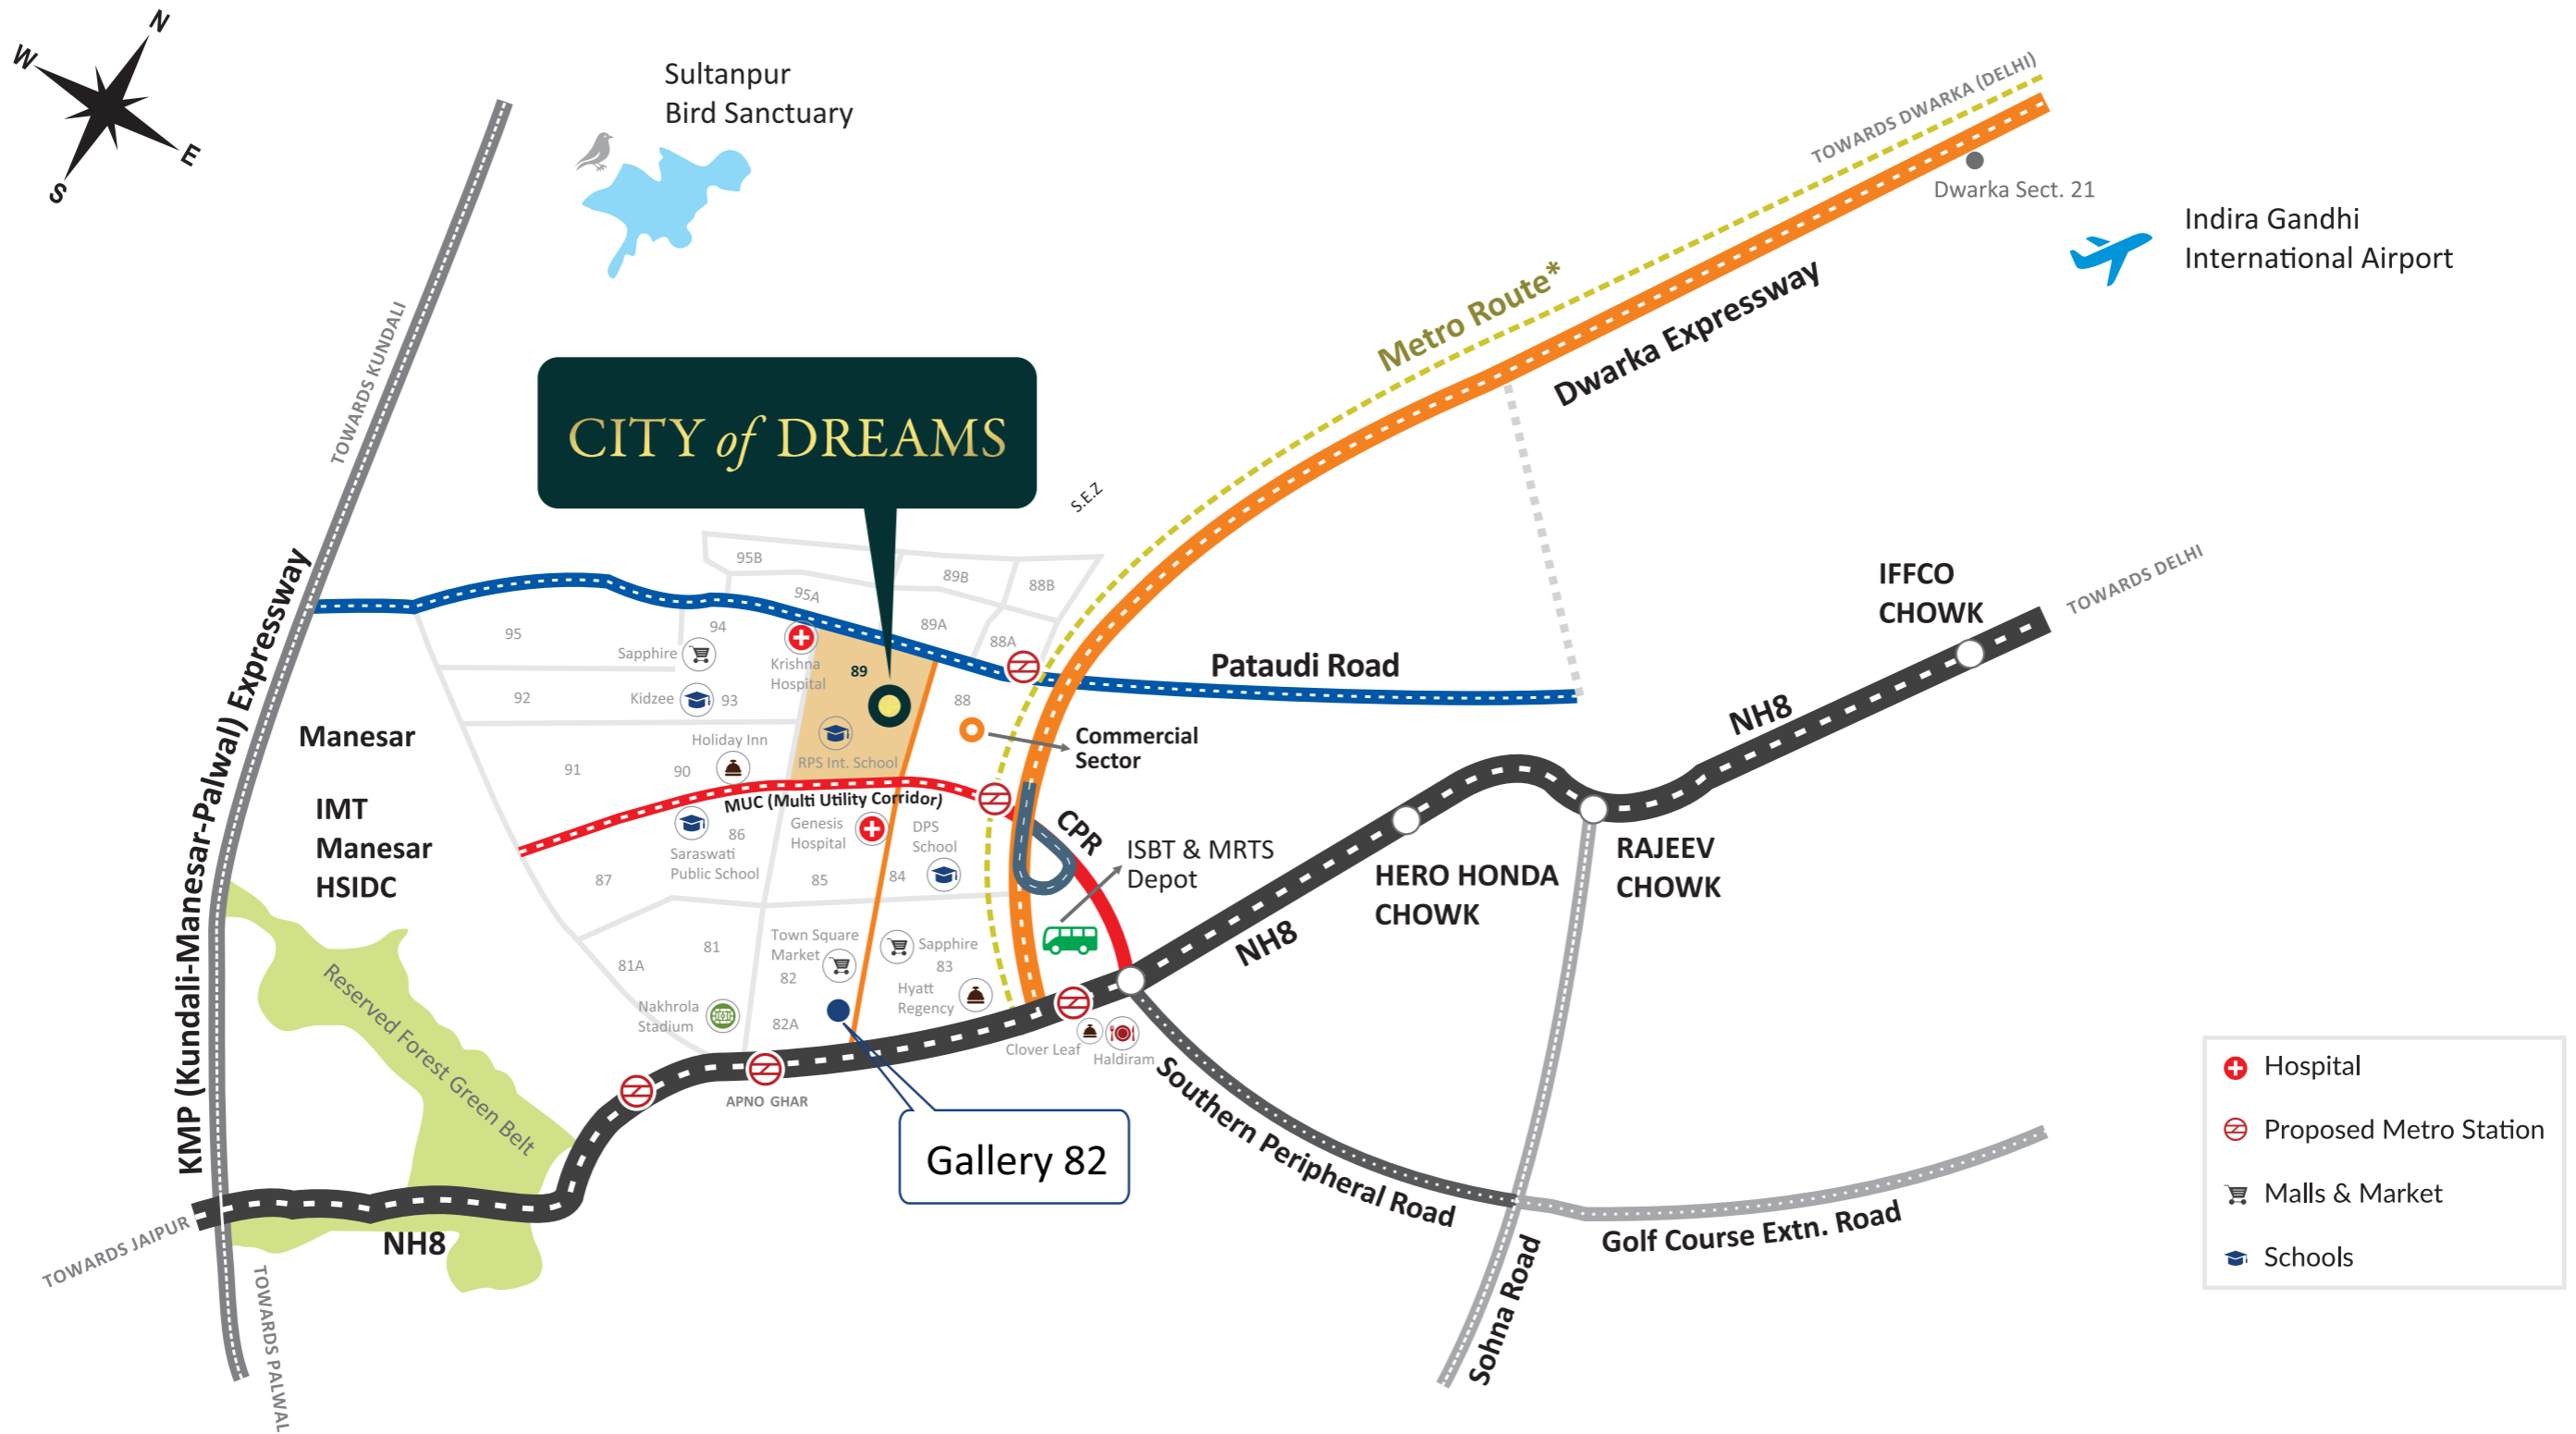 N
W
E
S
Sultanpur
Bird Sanctuary
TOWARDS DWARKA (DELHI)
Dwarka Sect. 21
Indira Gandhi
International Airport
Metro Route*
Dwarka Expressway
TOWARDS KUNDALI
CITY of DREAMS
S.E.Z
KMP (Kundali-Manesar-Palwal) Expressway
95B
89B
88B
95A
89A
88A
95
94
Sapphire
Krishna
Hospital
89
Pataudi Road
IFFCO
CHOWK
TOWARDS DELHI
92
Kidzee
93
88
NH8
Manesar
Holiday Inn
Commercial
Sector
91
90
RPS Int. School
MUC (Multi Utility Corridor)
IMT
Manesar
HSIDC
86
Saraswati
Public School
Genesis
Hospital
DPS
School
CPR
ISBT & MRTS
Depot
87
85
84
HERO HONDA
CHOWK
RAJEEV
CHOWK
NH8
81
81A
Town Square
Market
82
Sapphire
83
Hyatt
Regency
Nakhrola
Stadium
82A
Reserved Forest Green Belt
Clover Leaf
Haldiram
APNO GHAR
Gallery 82
Southern Peripheral Road
Golf Course Extn. Road
Sohna Road
NH8
TOWARDS JAIPUR
TOWARDS PALWAL
Hospital
Proposed Metro Station
Malls & Market
Schools